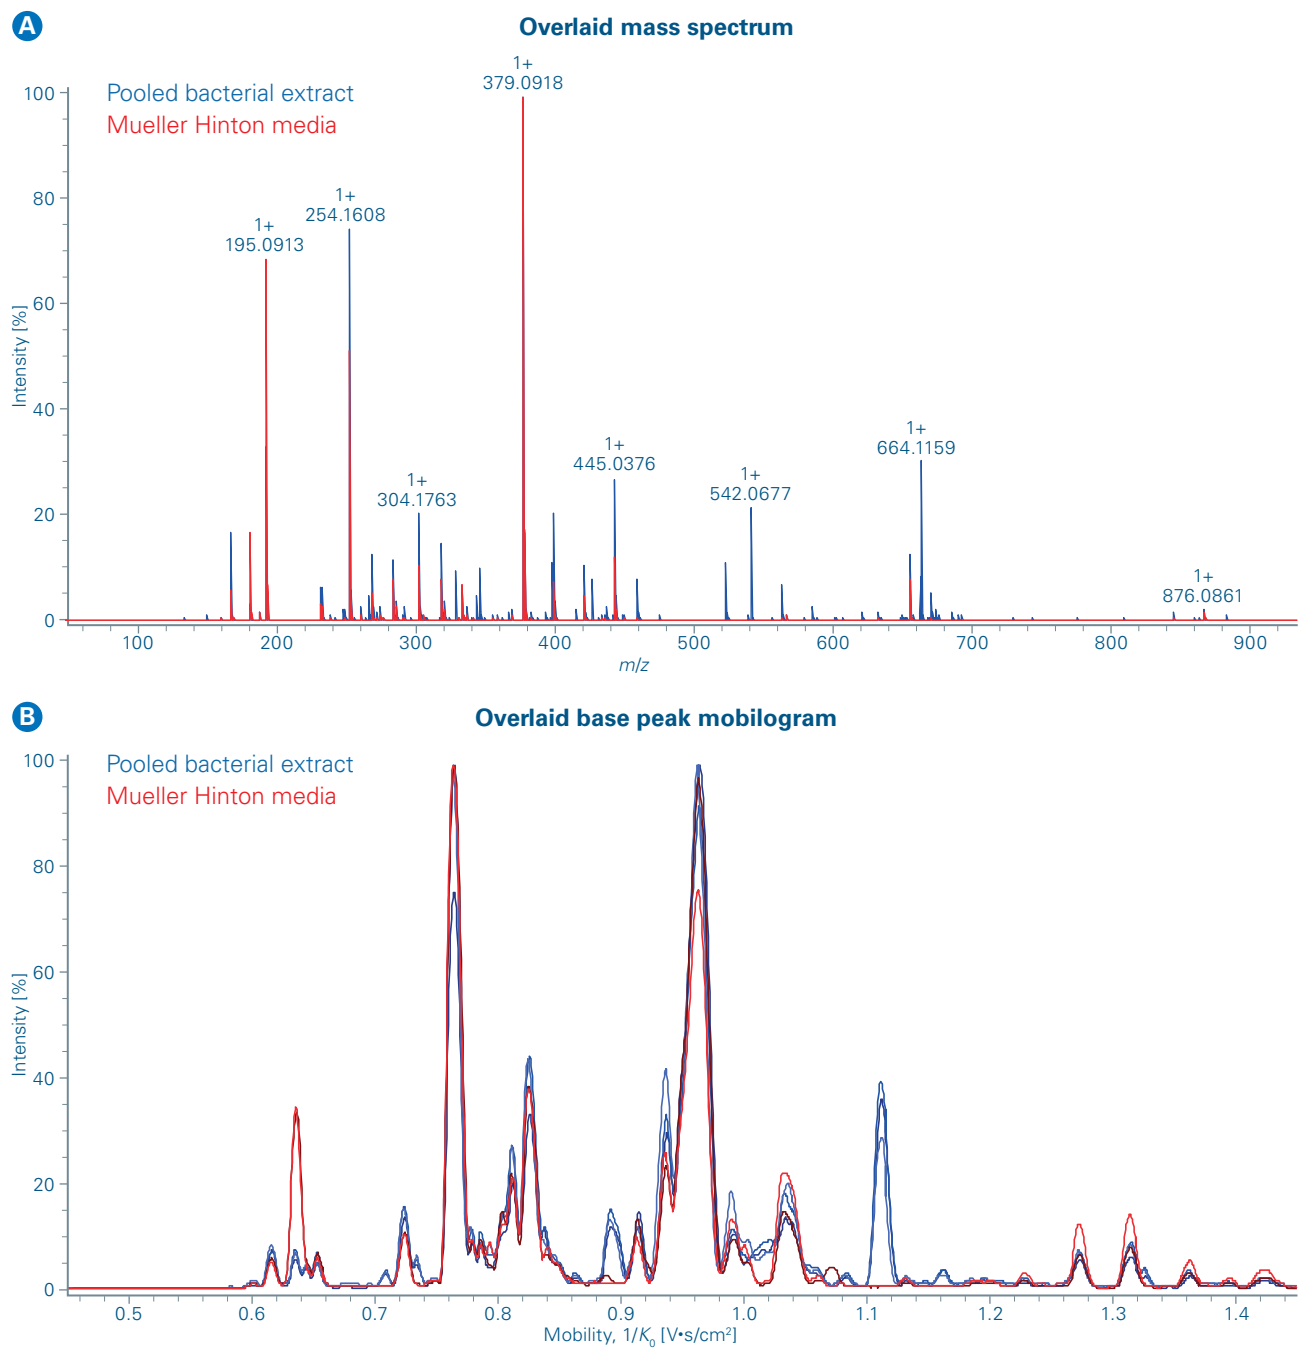 A
Overlaid mass spectrum
Pooled bacterial extract
Mueller Hinton media
1+
379.0918
1+
254.1608
1+
195.0913
1+
304.1763
1+
445.0376
1+
542.0677
1+
664.1159
1+
876.0861
100
80
60
40
20
0
Intensity [%]
100 200 300 400 500 600 700 800 900
m/z
B
Overlaid base peak mobilogram
Pooled bacterial extract
Mueller Hinton media
100
80
60
40
20
0
Intensity [%]
0.5 0.6 0.7 0.8 0.9 1.0 1.1 1.2 1.3 1.4
Mobility, 1/K₀ [V•s/cm²]